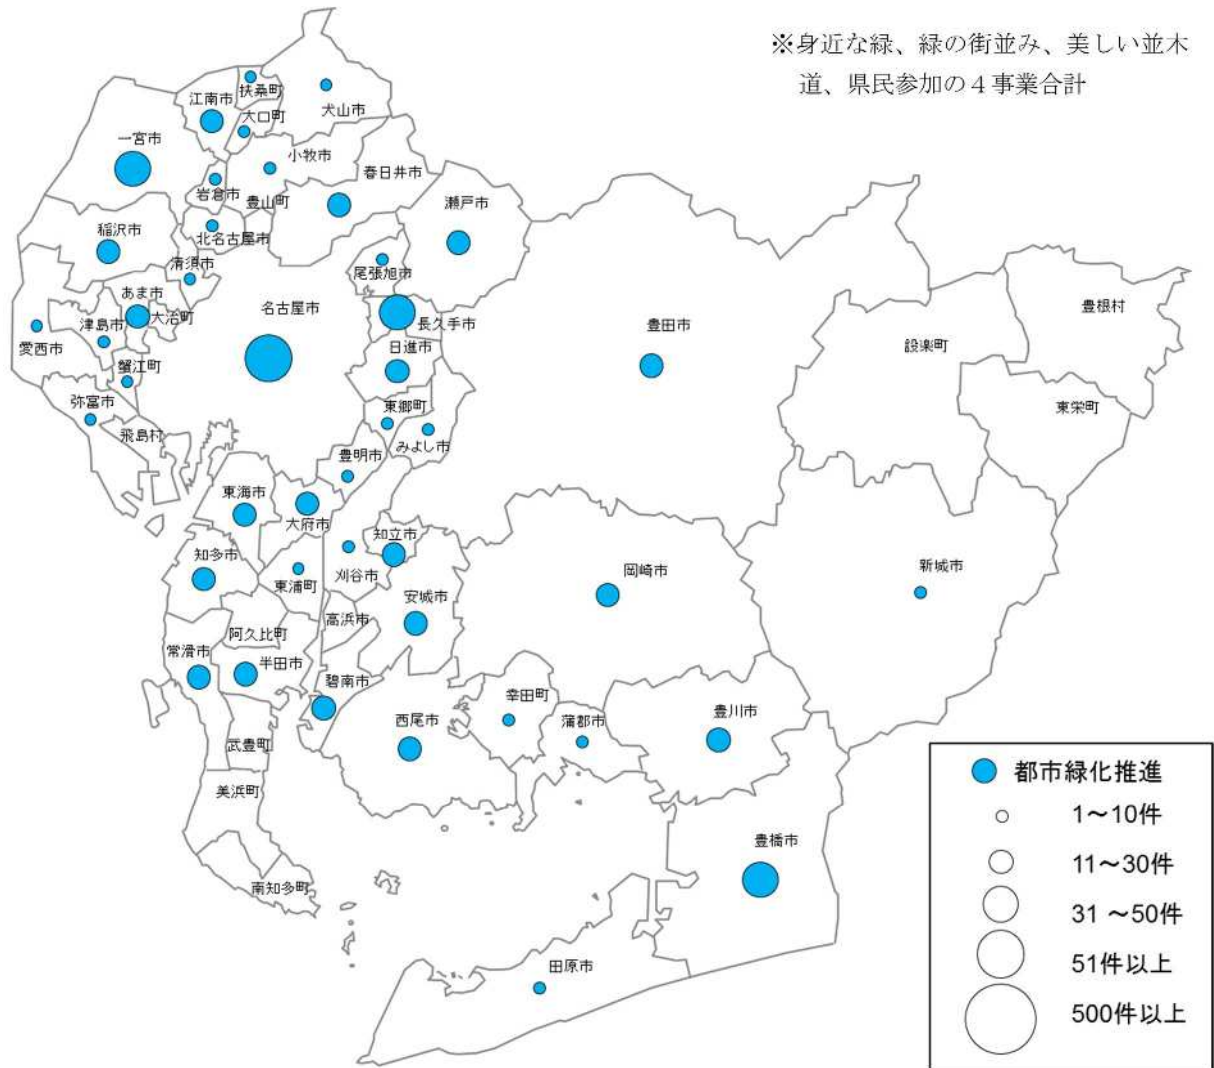 ※身近な緑、緑の街並み、美しい並木
道、県民参加の４事業合計
扶桑町
江南市
犬山市
大口町
一宮市
小牧市
春日井市
岩倉市
豊山町
瀬戸市
稲沢市
北名古屋市
清須市
尾張旭市
あま市
名古屋市
津島市
大治町
長久手市
豊田市
豊根村
愛西市
日進市
設楽町
蟹江町
弥富市
東郷町
東栄町
飛島村
みよし市
豊明市
東海市
大府市
知立市
知多市
岡崎市
新城市
東浦町
刈谷市
安城市
高浜市
阿久比町
常滑市
半田市
碧南市
幸田町
西尾市
蒲郡市
豊川市
武豊町
美浜町
豊橋市
南知多町
田原市
都市緑化推進
1～10件
11～30件
31 ～50件
51件以上
500件以上